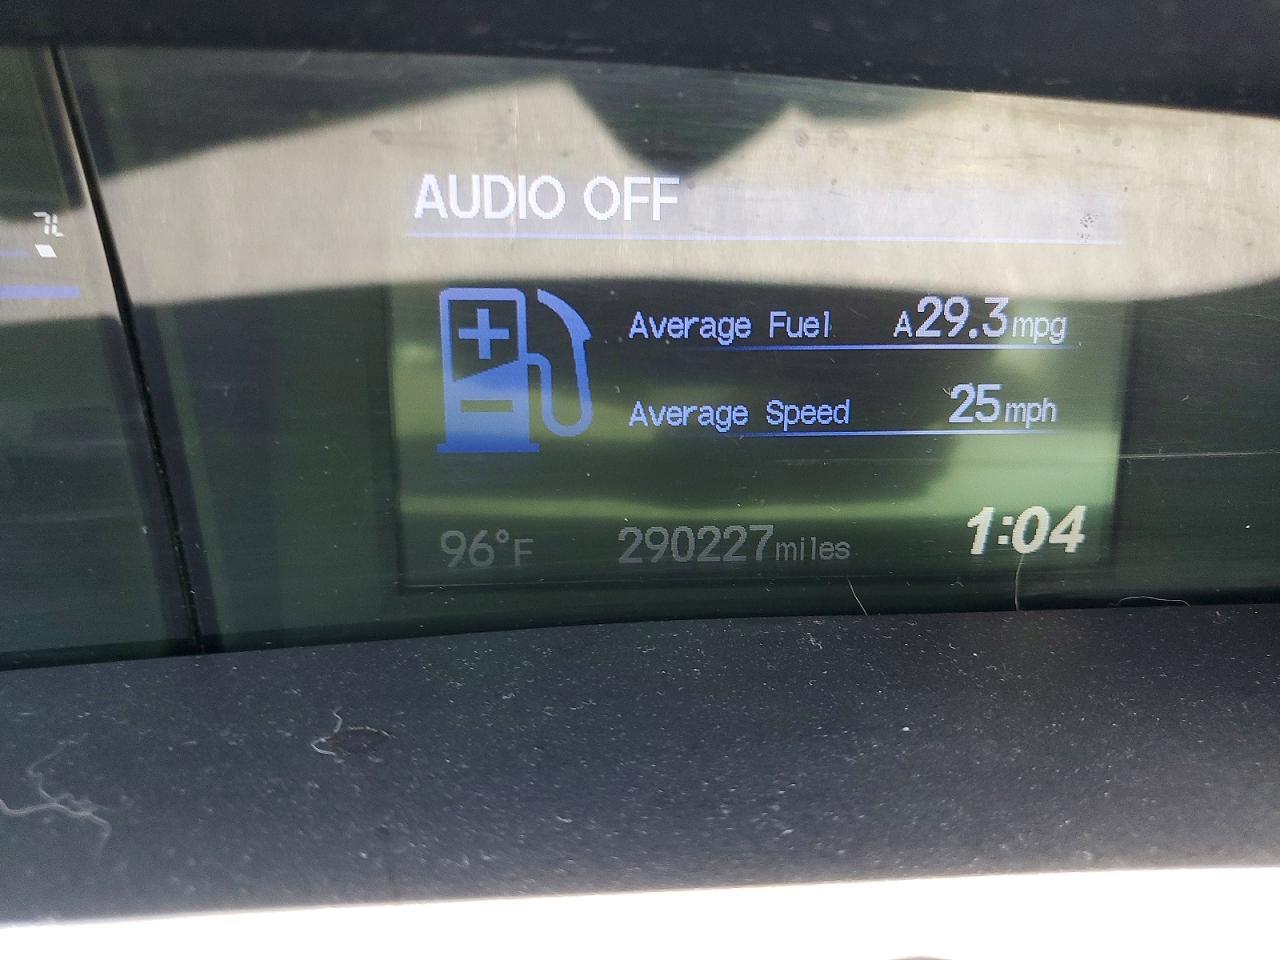 AUDIO OFF
Average Fuel A29.3mpg
Average Speed 25mph
96°F 290227miles 1:04